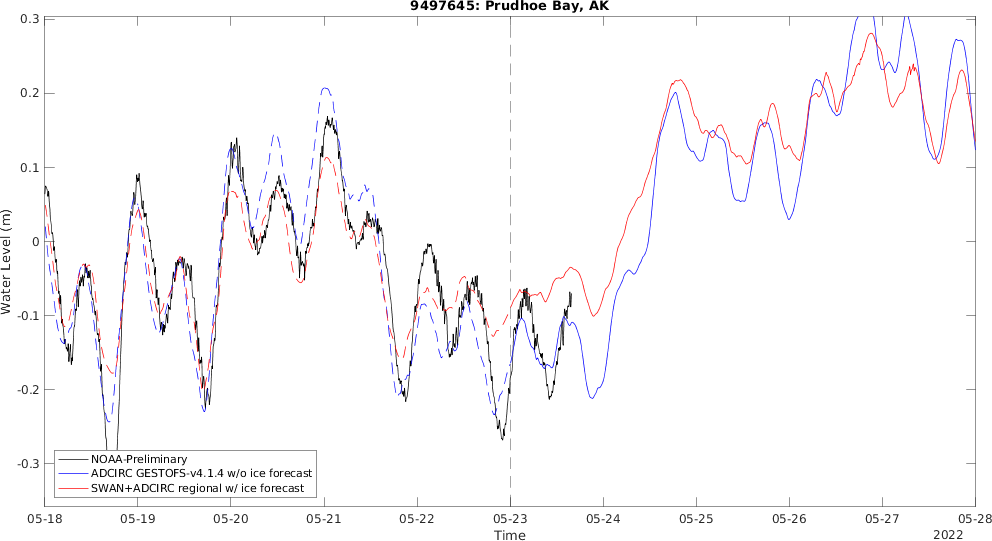 9497645: Prudhoe Bay, AK
0.3
0.2
0.1
0
-0.1
-0.2
-0.3
Water Level (m)
NOAA-Preliminary
ADCIRC GESTOFS-v4.1.4 w/o ice forecast
SWAN+ADCIRC regional w/ ice forecast
05-18 05-19 05-20 05-21 05-22 05-23 05-24 05-25 05-26 05-27 05-28
Time
2022